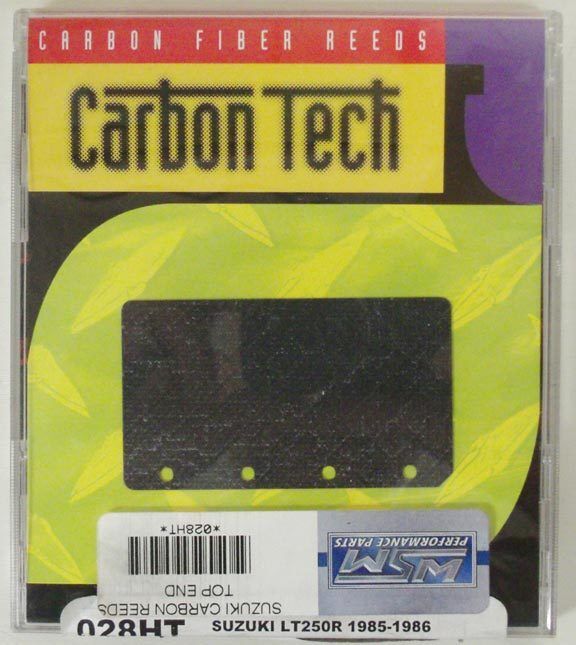 CARBON FIBER REEDS
Carbon Tech
*028HT*
SUZUKI CARBON REEDS
TOP END
WSM
PERFORMANCE PARTS
028HT
SUZUKI LT250R 1985-1986